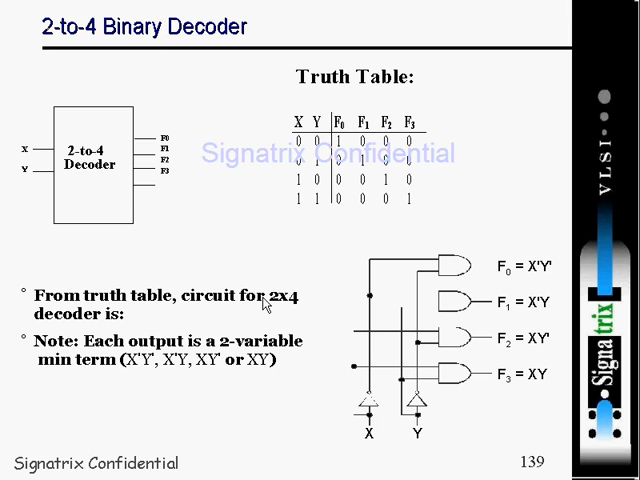 2-to-4 Binary Decoder
Truth Table:
X Y F0 F1 F2 F3
0 0 1 0 0 0
Signatrix Confidential
0 1 0 1 0 0
1 0 0 0 1 0
1 1 0 0 0 1
X
Y
2-to-4
Decoder
F0
F1
F2
F3
° From truth table, circuit for 2x4
decoder is:
° Note: Each output is a 2-variable
min term (X'Y', X'Y, XY' or XY)
F0 = X'Y'
F1 = X'Y
F2 = XY'
F3 = XY
X Y
Signatrix Confidential
139
VLSI
Signatrix